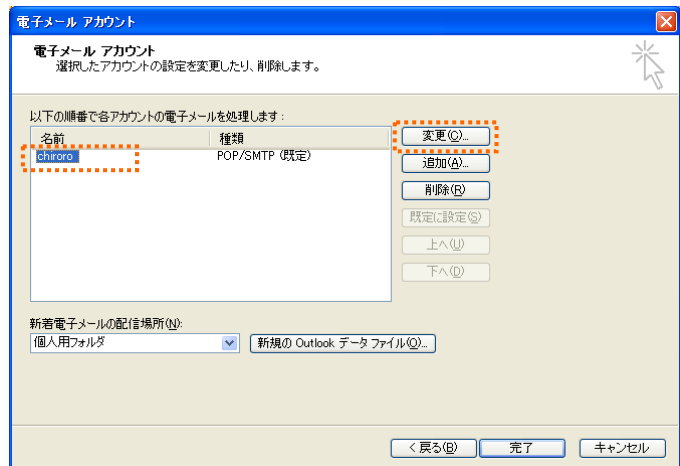 電子メール アカウント
電子メール アカウント
選択したアカウントの設定を変更したり、削除します。
以下の順番で各アカウントの電子メールを処理します:
名前 種類
chiroro POP/SMTP (既定)
変更(C)...
追加(A)...
削除(R)
既定に設定(S)
上へ(U)
下へ(D)
新着電子メールの配信場所(N):
個人用フォルダ 新規の Outlook データ ファイル(O)...
< 戻る(B) 完了 キャンセル